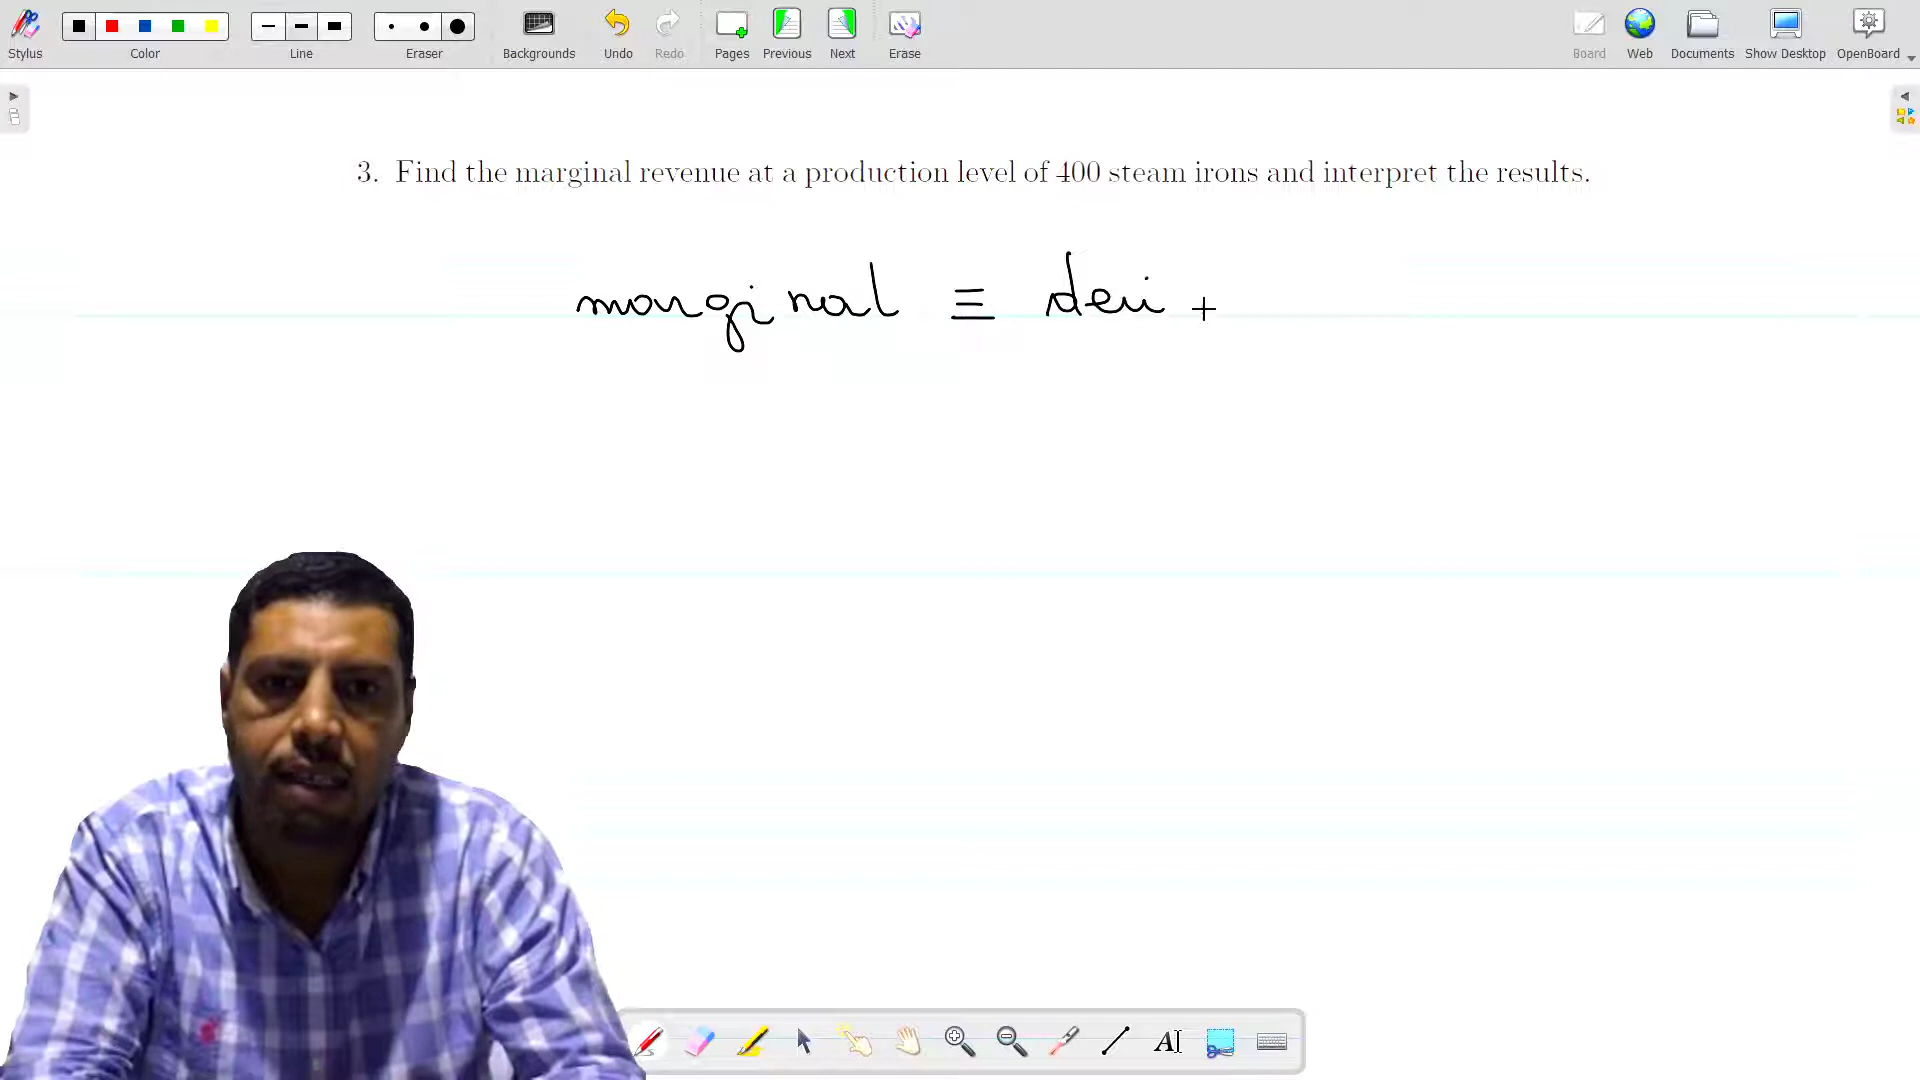 Stylus Color Line Eraser Backgrounds Undo Redo Pages Previous Next Erase Board Web Documents Show Desktop OpenBoard
3. Find the marginal revenue at a production level of 400 steam irons and interpret the results.
marginal ≡ deri